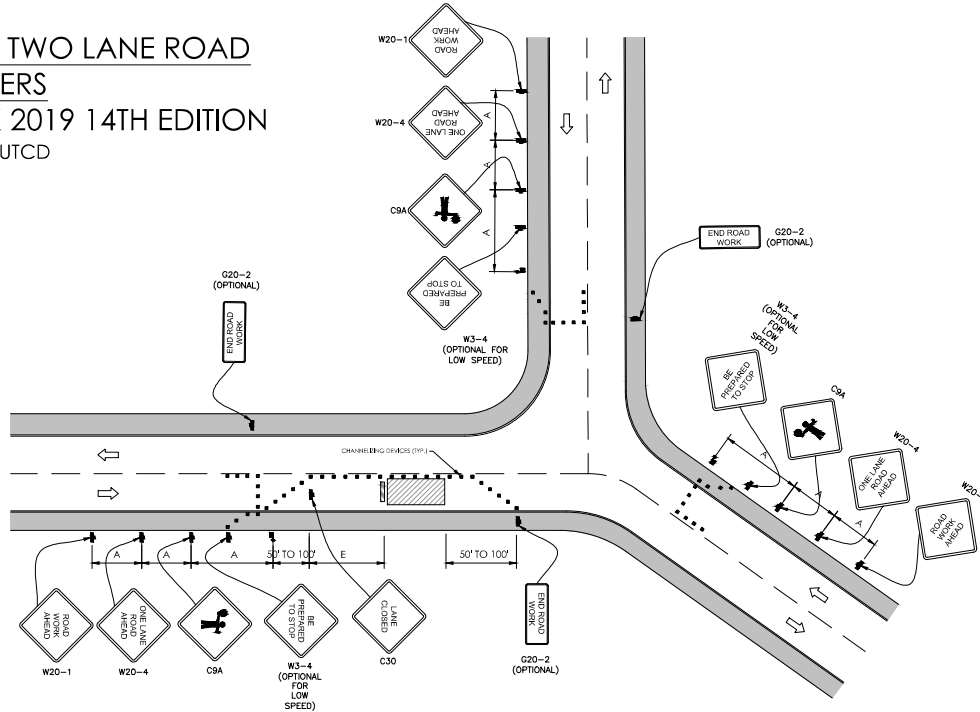 TWO LANE ROAD
ERS
2019 14TH EDITION
UTCD
W20-1
ROAD
WORK
AHEAD
W20-4
ONE LANE
ROAD
AHEAD
C9A
BE
PREPARED
TO STOP
W3-4
(OPTIONAL FOR
LOW SPEED)
A
A
A
END ROAD
WORK
G20-2
(OPTIONAL)
G20-2
(OPTIONAL)
END ROAD
WORK
W3-4
(OPTIONAL
FOR
LOW
SPEED)
BE
PREPARED
TO STOP
C9A
W20-4
ONE LANE
ROAD
AHEAD
W20-
ROAD
WORK
AHEAD
A
A
A
CHANNELIZING DEVICES (TYP.)
A
A
A
50' TO 100'
E
50' TO 100'
ROAD
WORK
AHEAD
W20-1
ONE LANE
ROAD
AHEAD
W20-4
C9A
BE
PREPARED
TO STOP
W3-4
(OPTIONAL
FOR
LOW
SPEED)
LANE
CLOSED
C30
END ROAD
WORK
G20-2
(OPTIONAL)